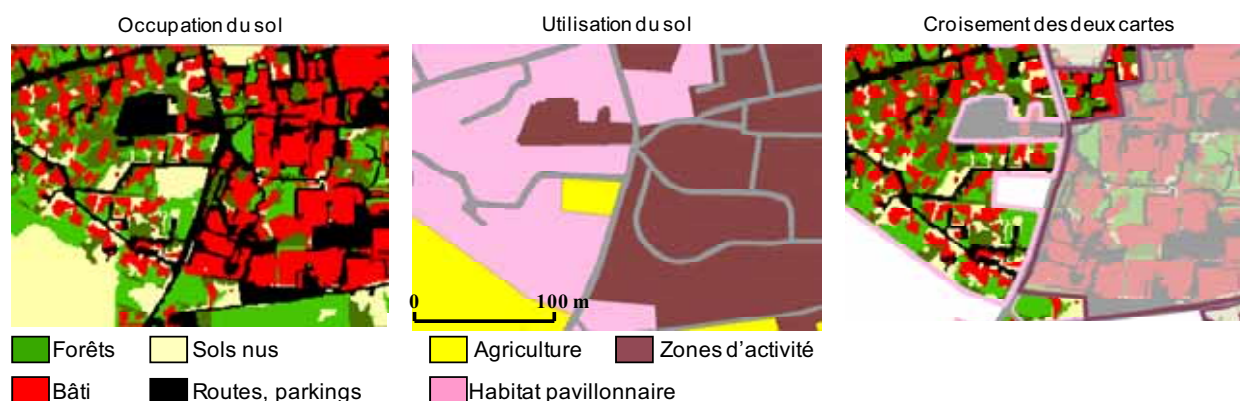 Occupation du sol
Utilisation du sol
Croisement des deux cartes
0 100 m
Forêts
Sols nus
Agriculture
Zones d'activité
Bâti
Routes, parkings
Habitat pavillonnaire